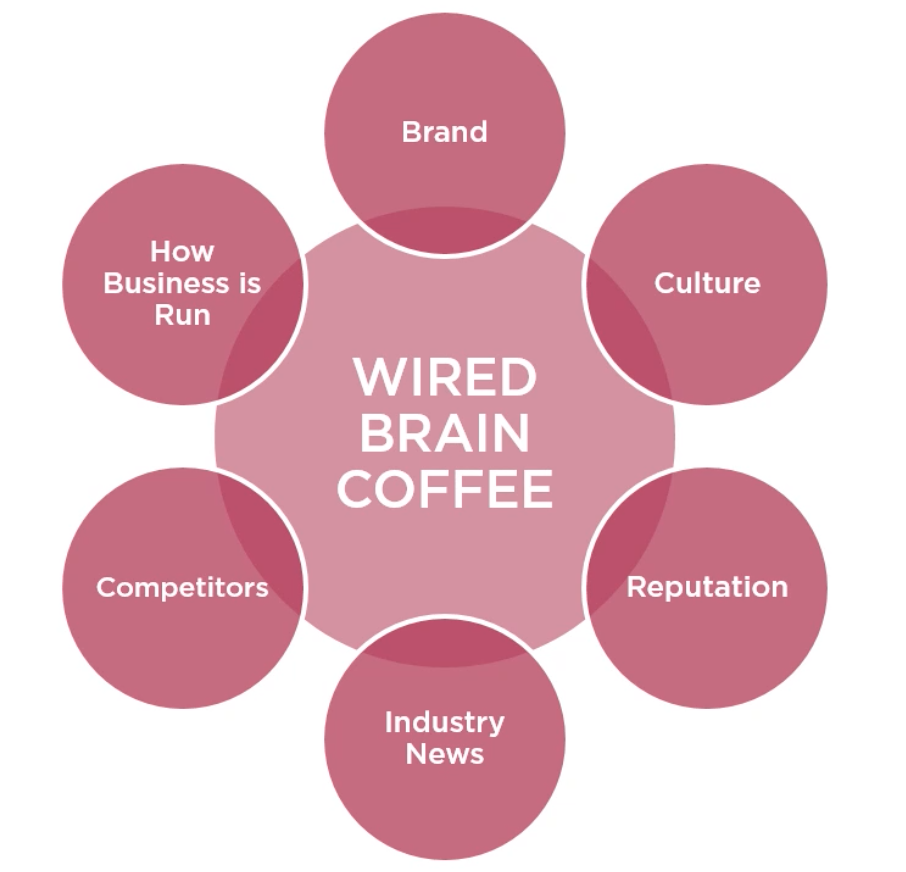 Brand
How
Business is
Run
Culture
WIRED
BRAIN
COFFEE
Competitors
Reputation
Industry
News